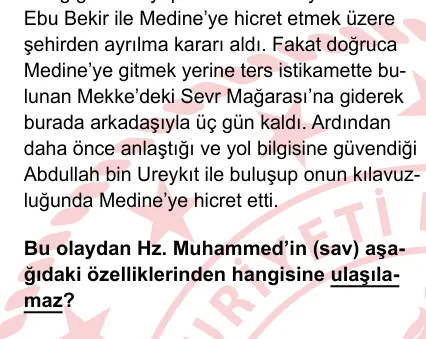 Ebu Bekir ile Medine’ye hicret etmek üzere
şehirden ayrılma kararı aldı. Fakat doğruca
Medine’ye gitmek yerine ters istikamette bu-
lunan Mekke’deki Sevr Mağarası’na giderek
burada arkadaşıyla üç gün kaldı. Ardından
daha önce anlaştığı ve yol bilgisine güvendiği
Abdullah bin Ureykıt ile buluşup onun kılavuz-
luğunda Medine’ye hicret etti.
Bu olaydan Hz. Muhammed’in (sav) aşa-
ğıdaki özelliklerinden hangisine ulaşıla-
maz?